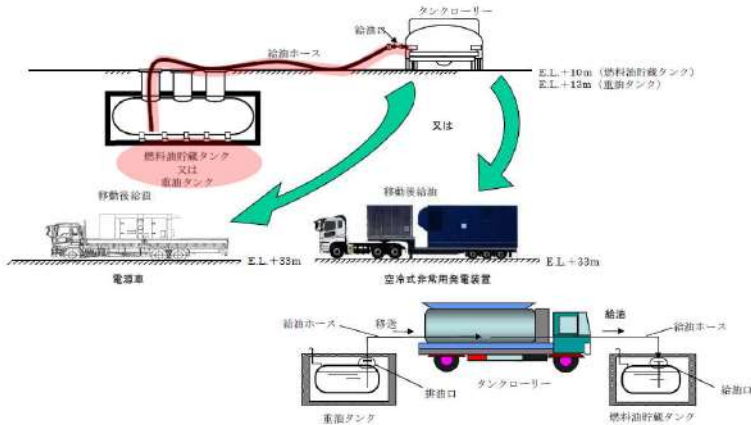 タンクローリー
給油口
給油ホース
E.L.+10m（燃料油貯蔵タンク）
E.L.+13m（重油タンク）
又は
燃料油貯蔵タンク
又は
重油タンク
移動後給油
移動後給油
E.L.+33m
E.L.+33m
電源車
空冷式非常用発電装置
給油ホース
移送
給油
給油ホース
排油口
タンクローリー
給油口
重油タンク
燃料油貯蔵タンク